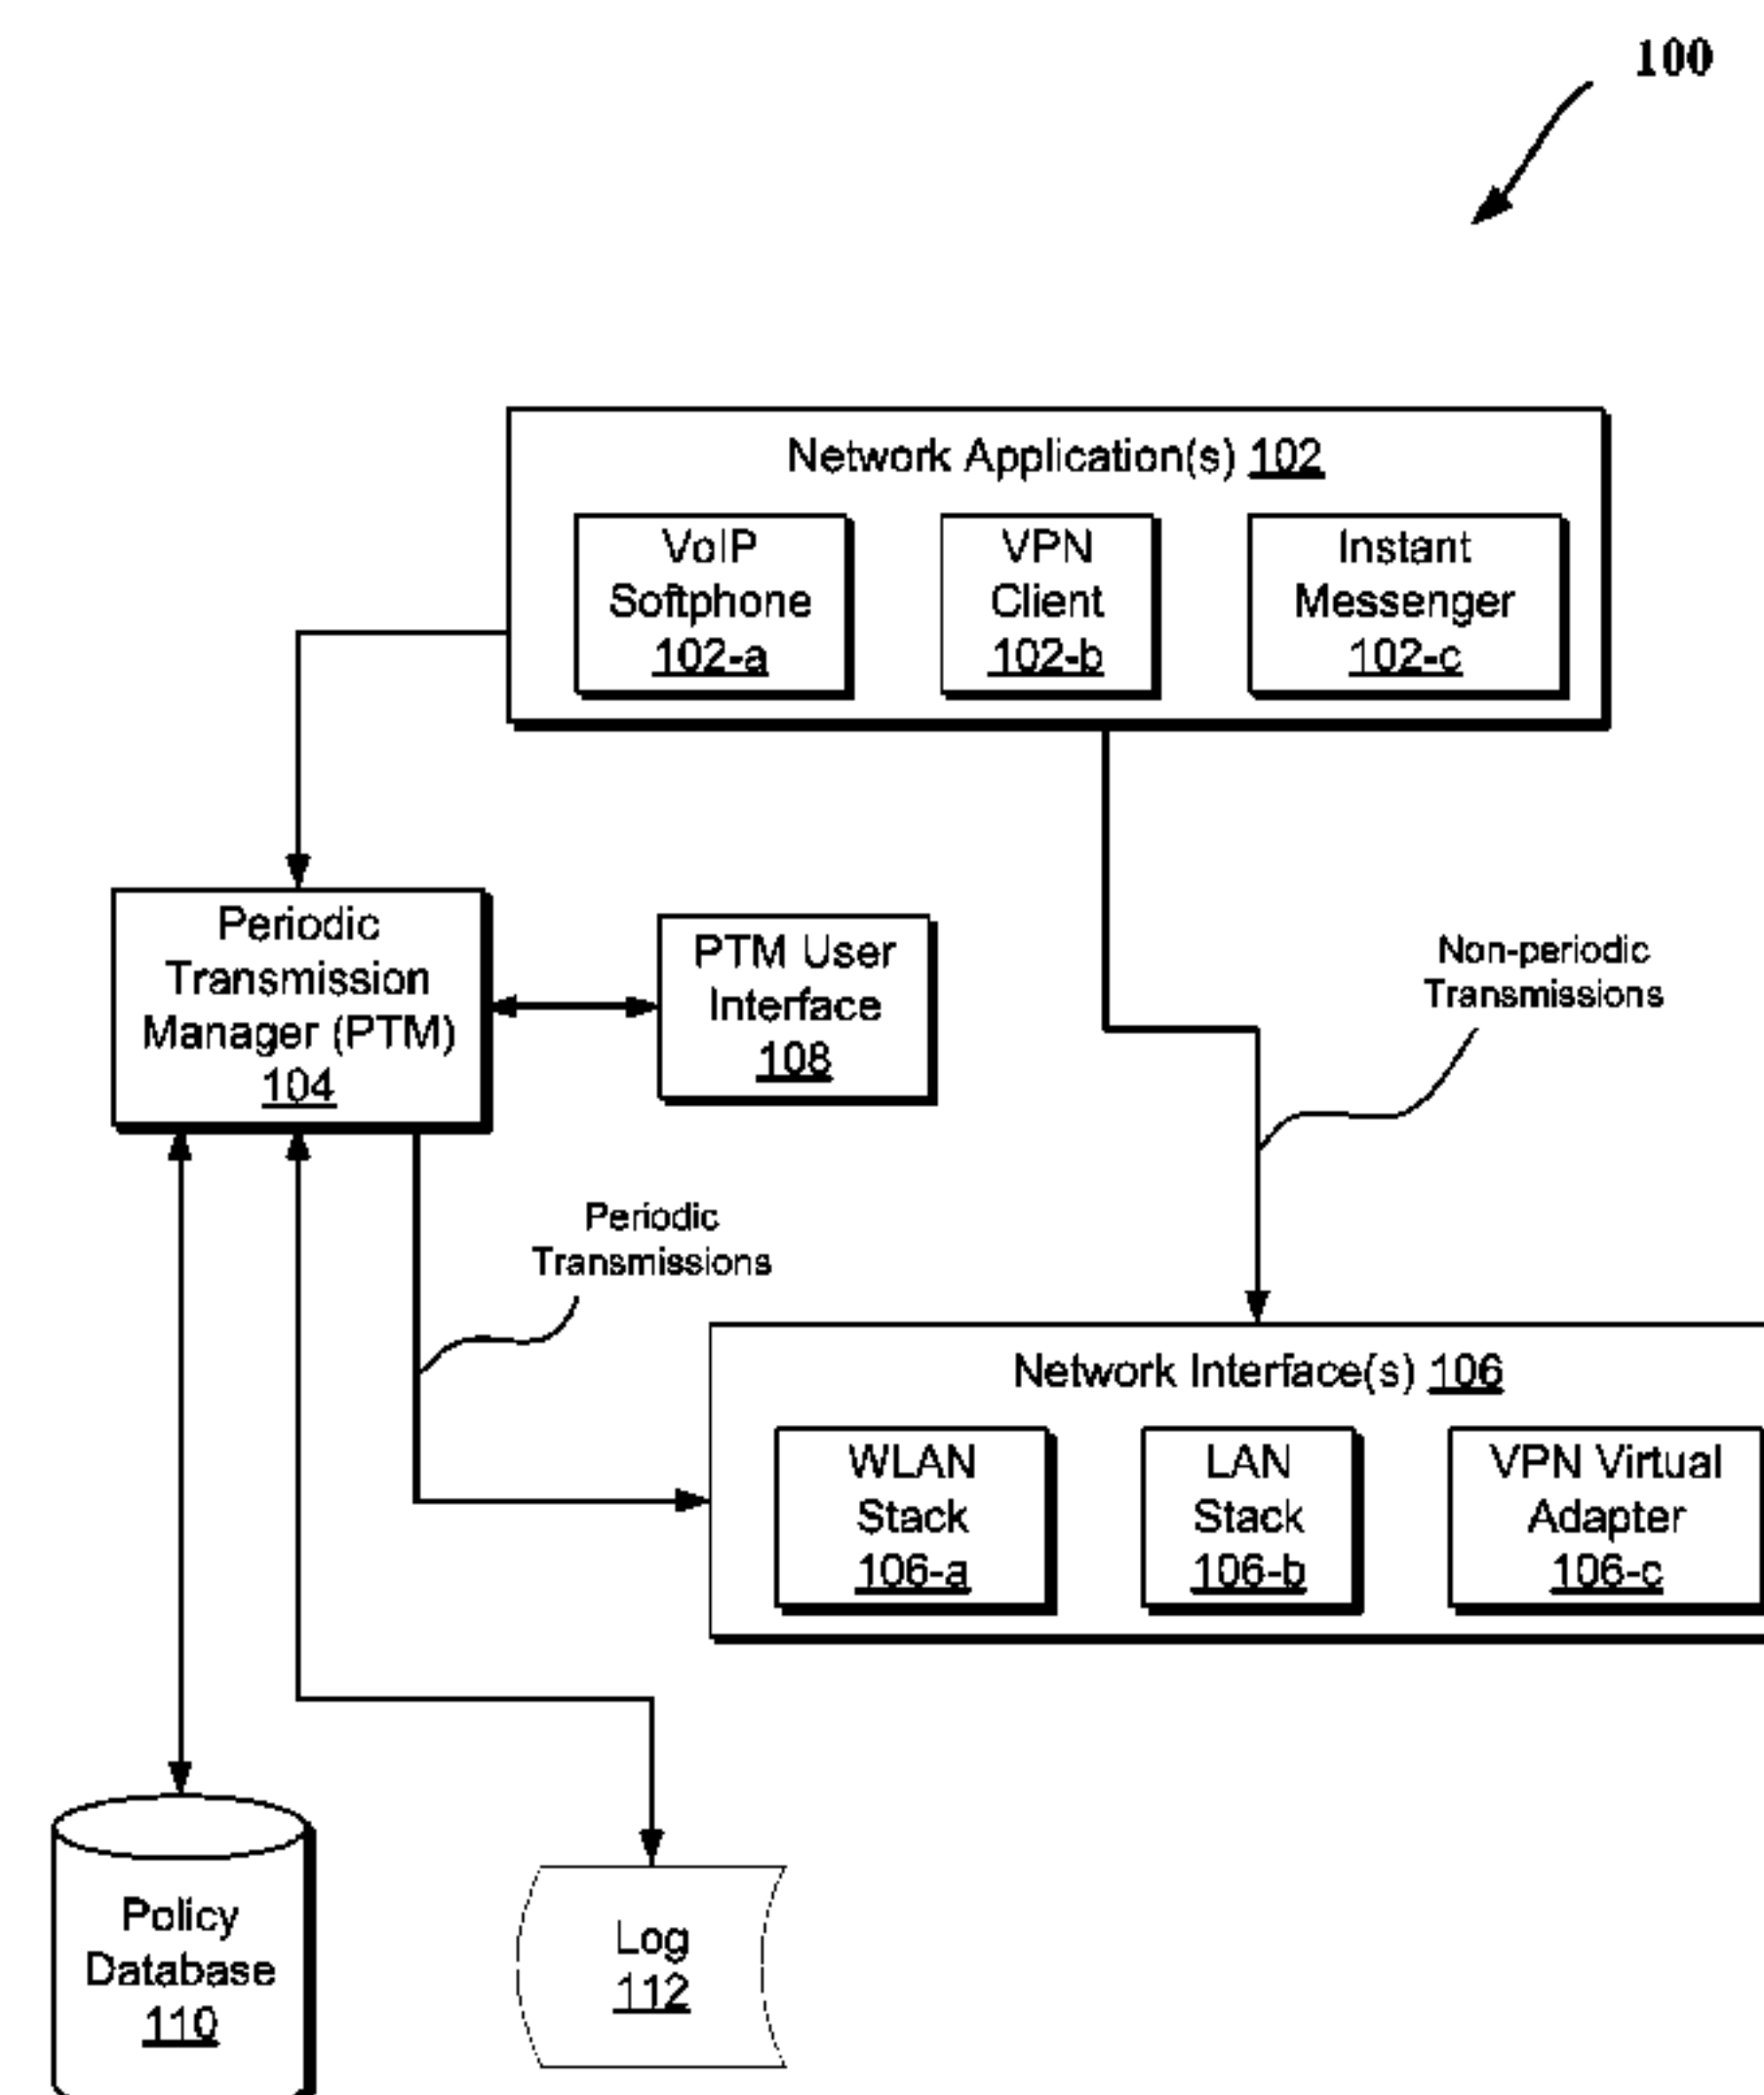 100
Network Application(s) 102
VoIP
Softphone
102-a
VPN
Client
102-b
Instant
Messenger
102-c
Periodic
Transmission
Manager (PTM)
104
PTM User
Interface
108
Non-periodic
Transmissions
Periodic
Transmissions
Network Interface(s) 106
WLAN
Stack
106-a
LAN
Stack
106-b
VPN Virtual
Adapter
106-c
Policy
Database
110
Log
112